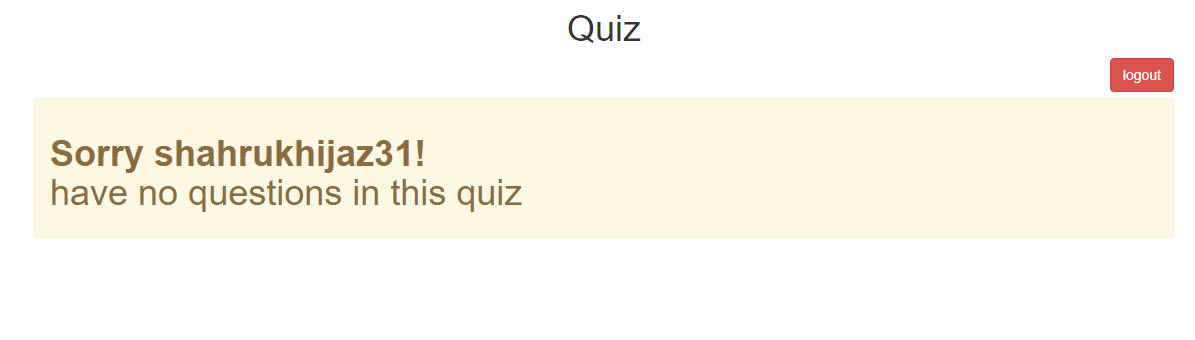 Quiz
logout
Sorry shahrukhijaz31!
have no questions in this quiz